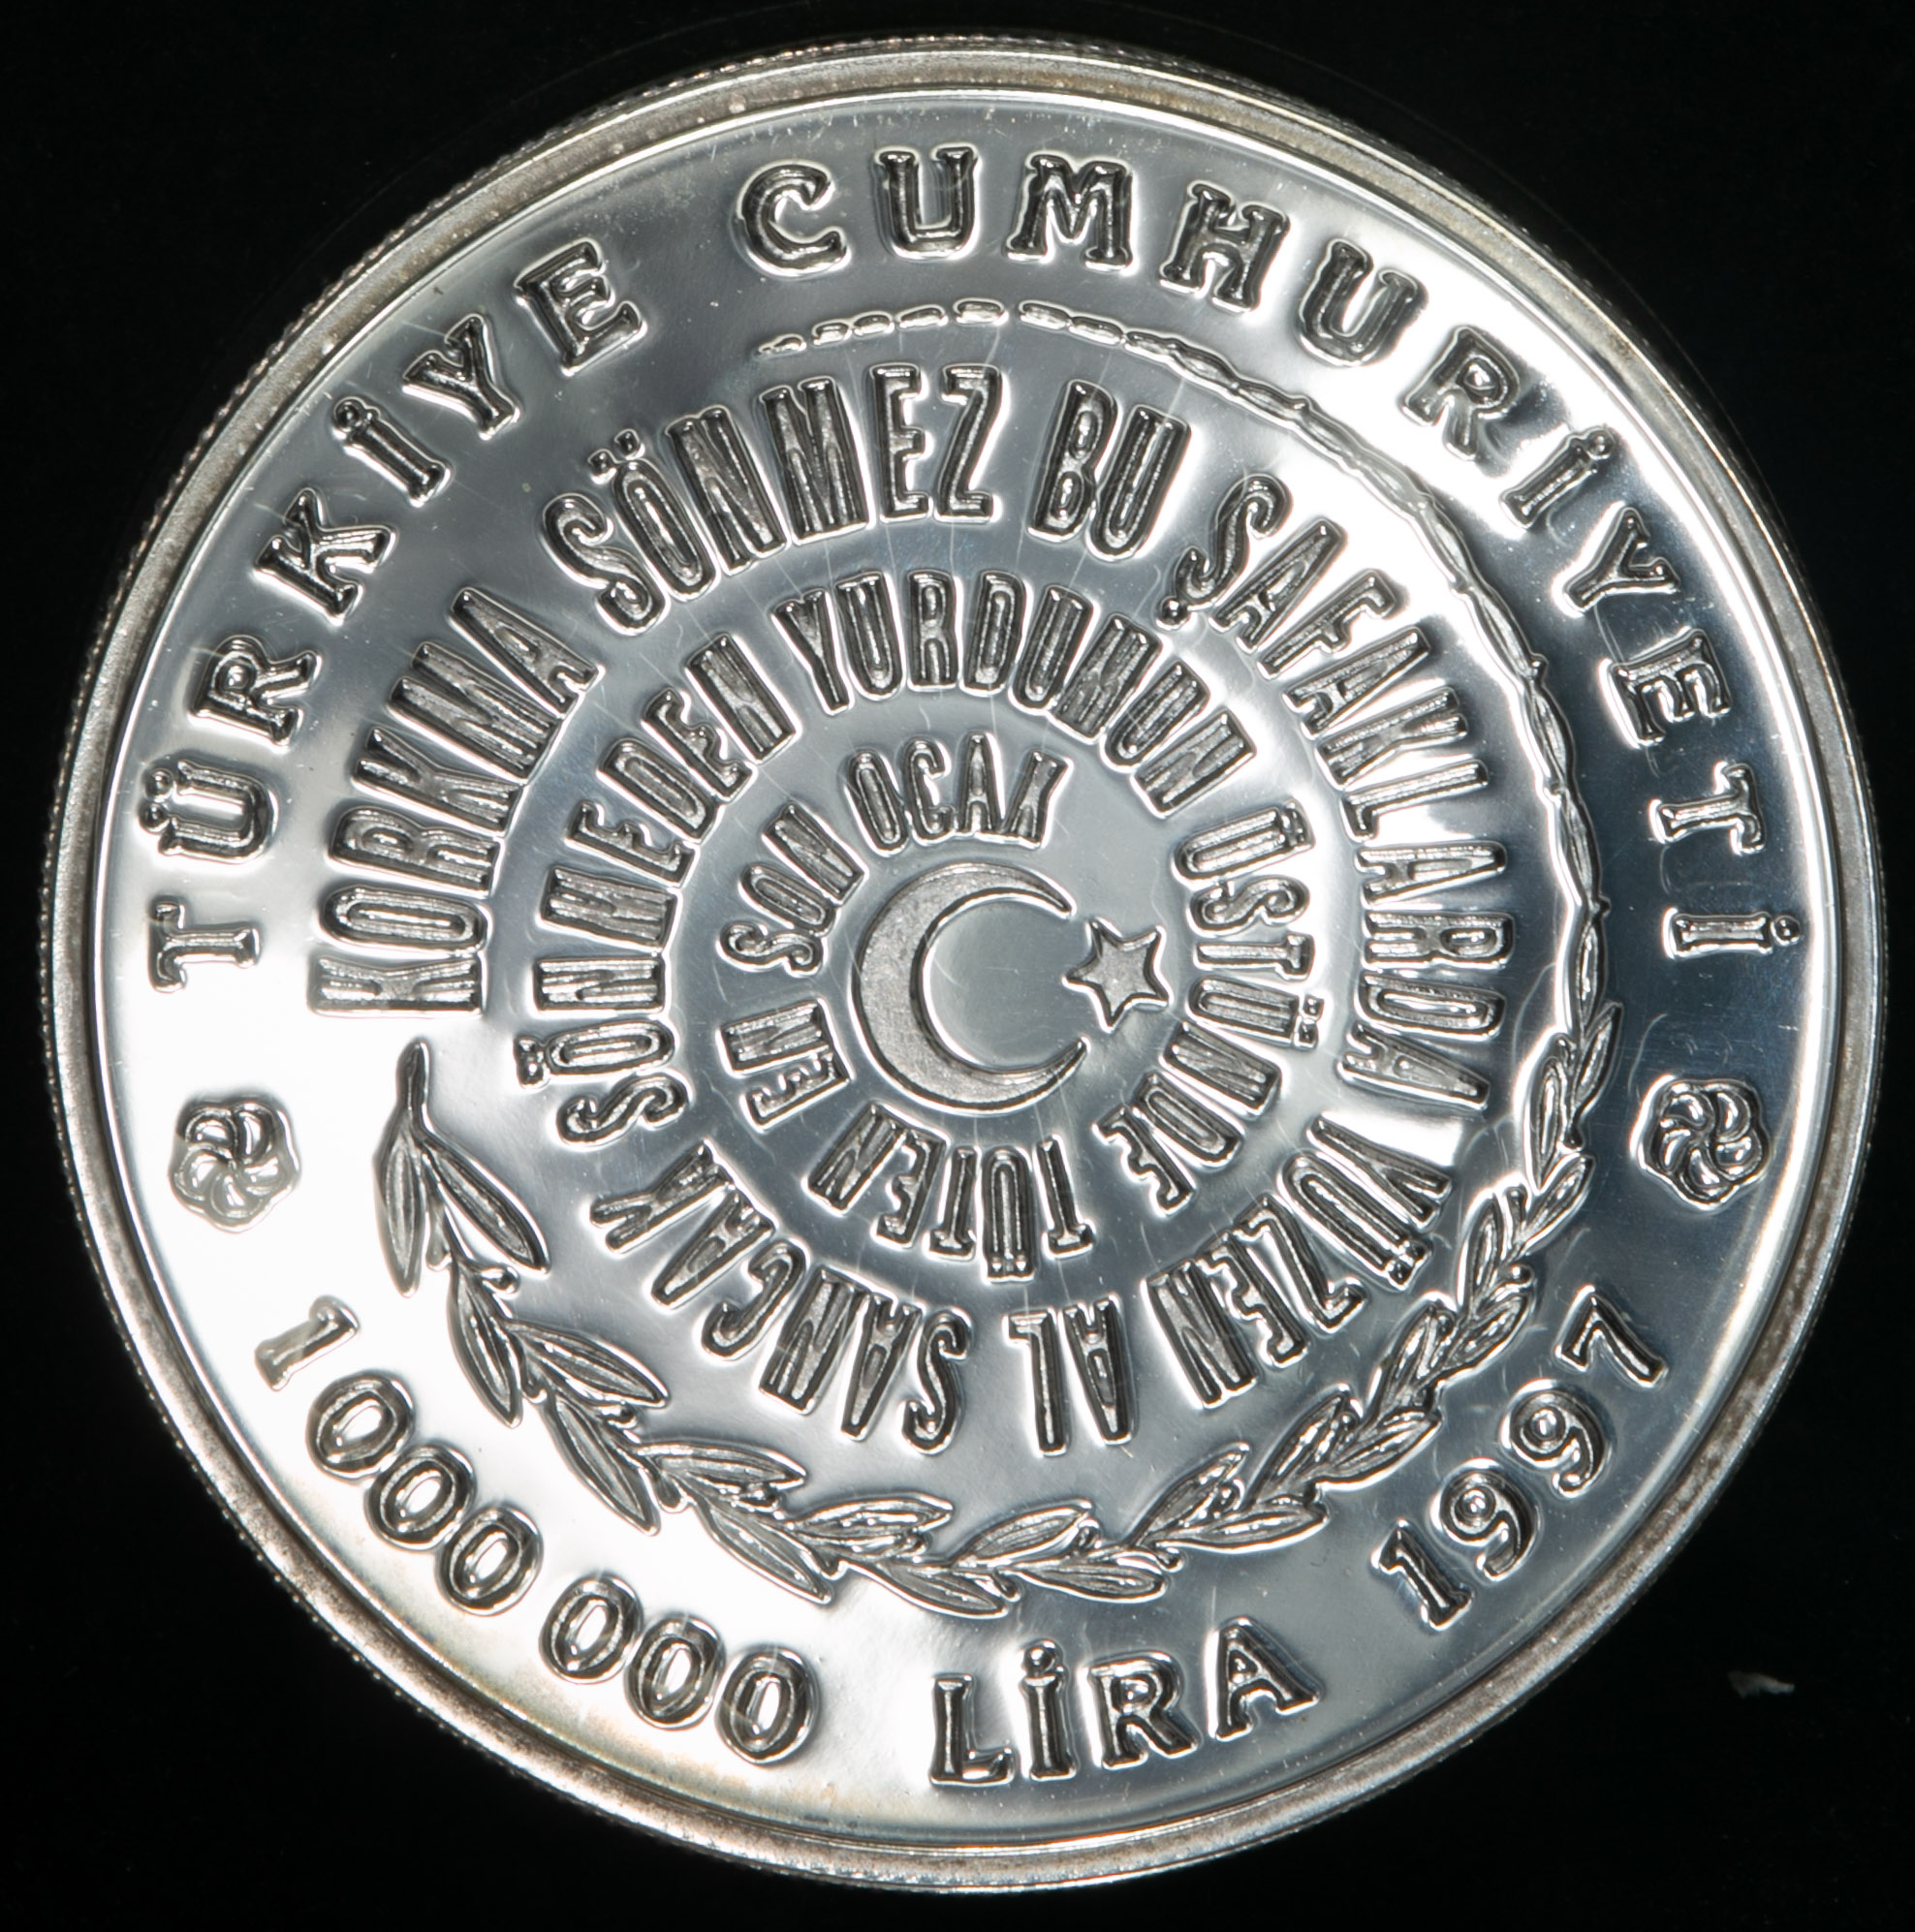 TÜRKİYE CUMHURİYETİ
KORKMA SÖNMEZ BU ŞAFAKLARDA YÜZEN AL SANCAK
SÖNMEDEN YURDUMUN ÜSTÜNDE TÜTEN EN SON OCAK
1 000 000 LİRA 1997